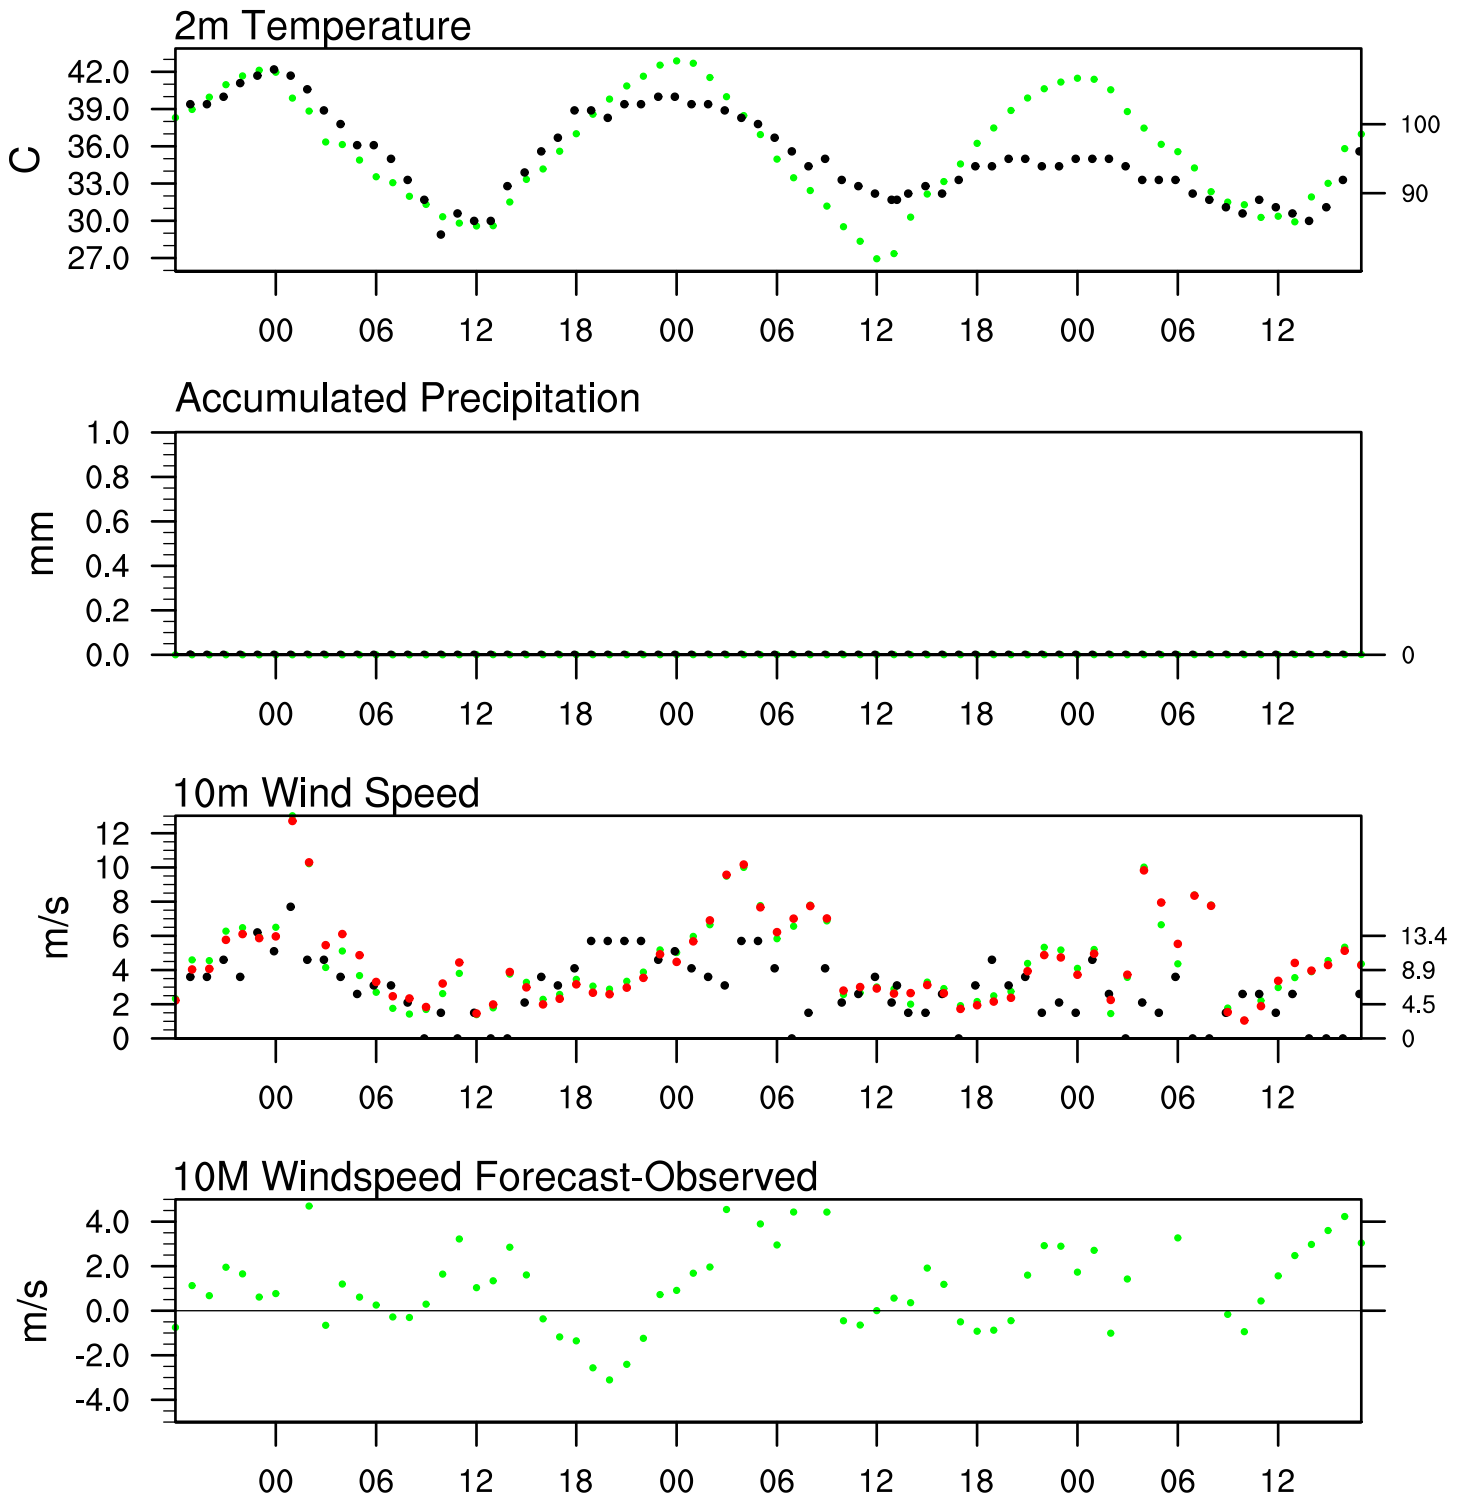 2m Temperature
42.0
39.0
36.0
33.0
30.0
27.0
C
100
90
00 06 12 18 00 06 12 18 00 06 12
Accumulated Precipitation
1.0
0.8
0.6
0.4
0.2
0.0
mm
0
00 06 12 18 00 06 12 18 00 06 12
10m Wind Speed
12
10
8
6
4
2
0
m/s
13.4
8.9
4.5
0
00 06 12 18 00 06 12 18 00 06 12
10M Windspeed Forecast-Observed
4.0
2.0
0.0
-2.0
-4.0
m/s
00 06 12 18 00 06 12 18 00 06 12